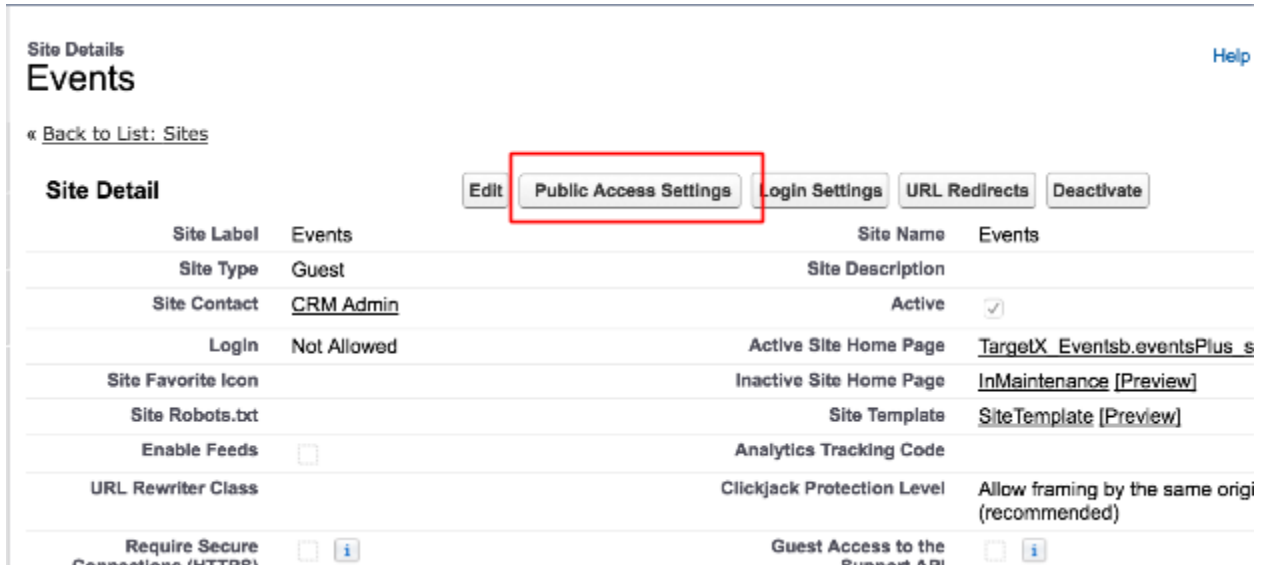 Site Details
Events
Help
« Back to List: Sites
Site Detail
Edit Public Access Settings Login Settings URL Redirects Deactivate
Site Label Events Site Name Events
Site Type Guest Site Description
Site Contact CRM Admin Active
Login Not Allowed Active Site Home Page TargetX_Eventsb.eventsPlus_s
Site Favorite Icon Inactive Site Home Page InMaintenance [Preview]
Site Robots.txt Site Template SiteTemplate [Preview]
Enable Feeds Analytics Tracking Code
URL Rewriter Class Clickjack Protection Level Allow framing by the same origi
(recommended)
Require Secure Guest Access to the
Connections (HTTPS) Support API